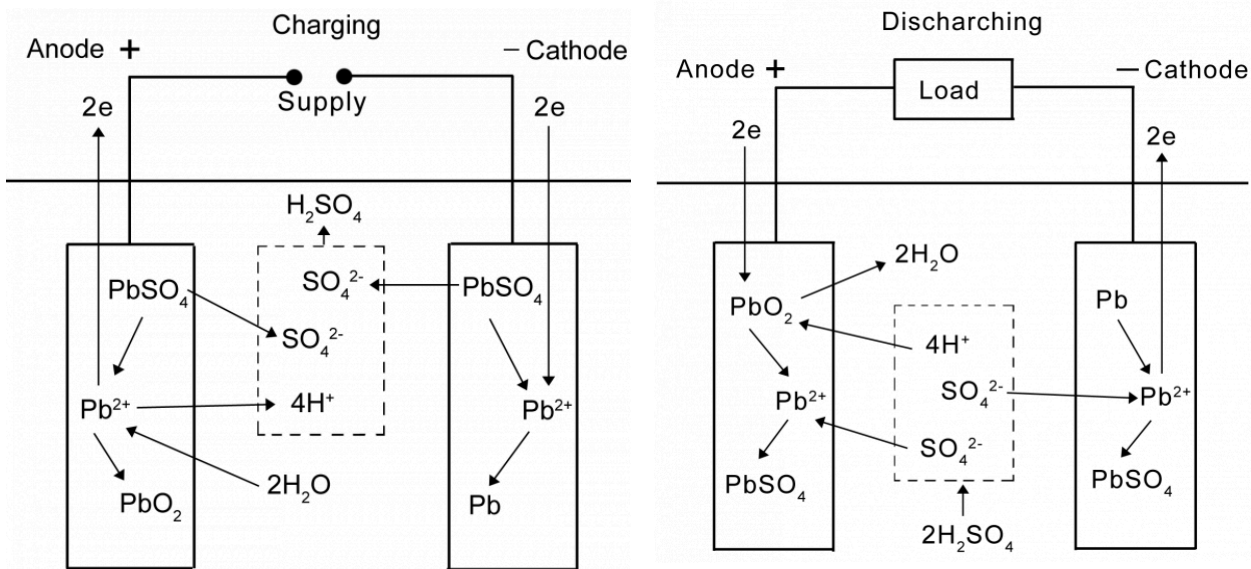 Charging
Anode +
– Cathode
Supply
2e
2e
H₂SO₄
PbSO₄
SO₄²⁻
PbSO₄
SO₄²⁻
Pb²⁺
4H⁺
Pb²⁺
2H₂O
PbO₂
Pb
Discharching
Anode +
– Cathode
Load
2e
2e
2H₂O
PbO₂
Pb
4H⁺
Pb²⁺
SO₄²⁻
Pb²⁺
SO₄²⁻
PbSO₄
PbSO₄
2H₂SO₄